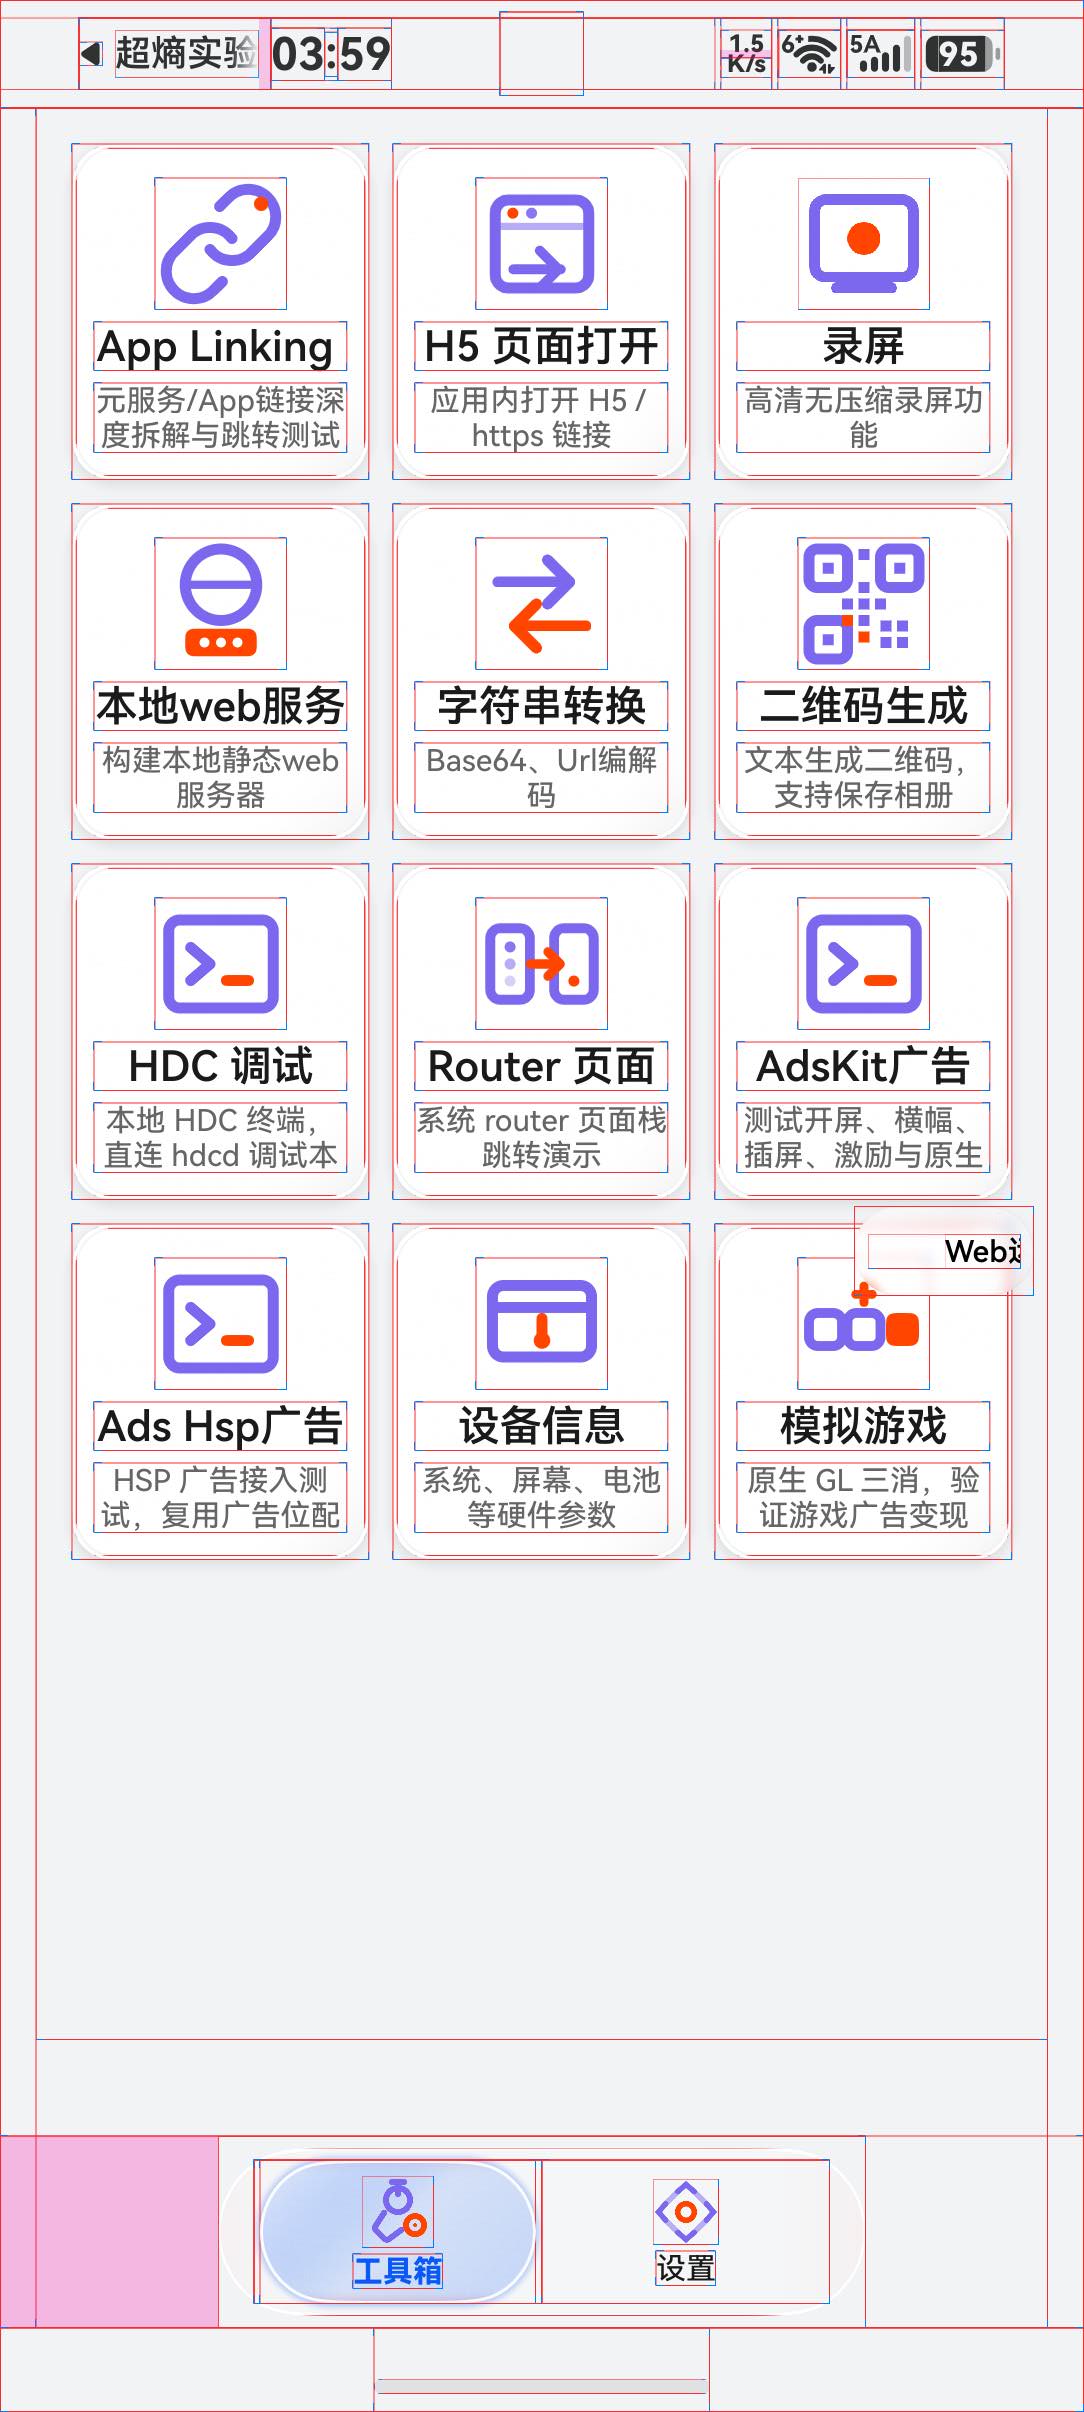 超熵实验
03:59
1.5
K/s
6+
5A
95
App Linking
元服务/App链接深
度拆解与跳转测试
H5 页面打开
应用内打开 H5 /
https 链接
录屏
高清无压缩录屏功
能
本地web服务
构建本地静态web
服务器
字符串转换
Base64、Url编解
码
二维码生成
文本生成二维码，
支持保存相册
HDC 调试
本地 HDC 终端，
直连 hdcd 调试本
Router 页面
系统 router 页面栈
跳转演示
AdsKit广告
测试开屏、横幅、
插屏、激励与原生
Web
Ads Hsp广告
HSP 广告接入测
试，复用广告位配
设备信息
系统、屏幕、电池
等硬件参数
模拟游戏
原生 GL 三消，验
证游戏广告变现
工具箱
设置